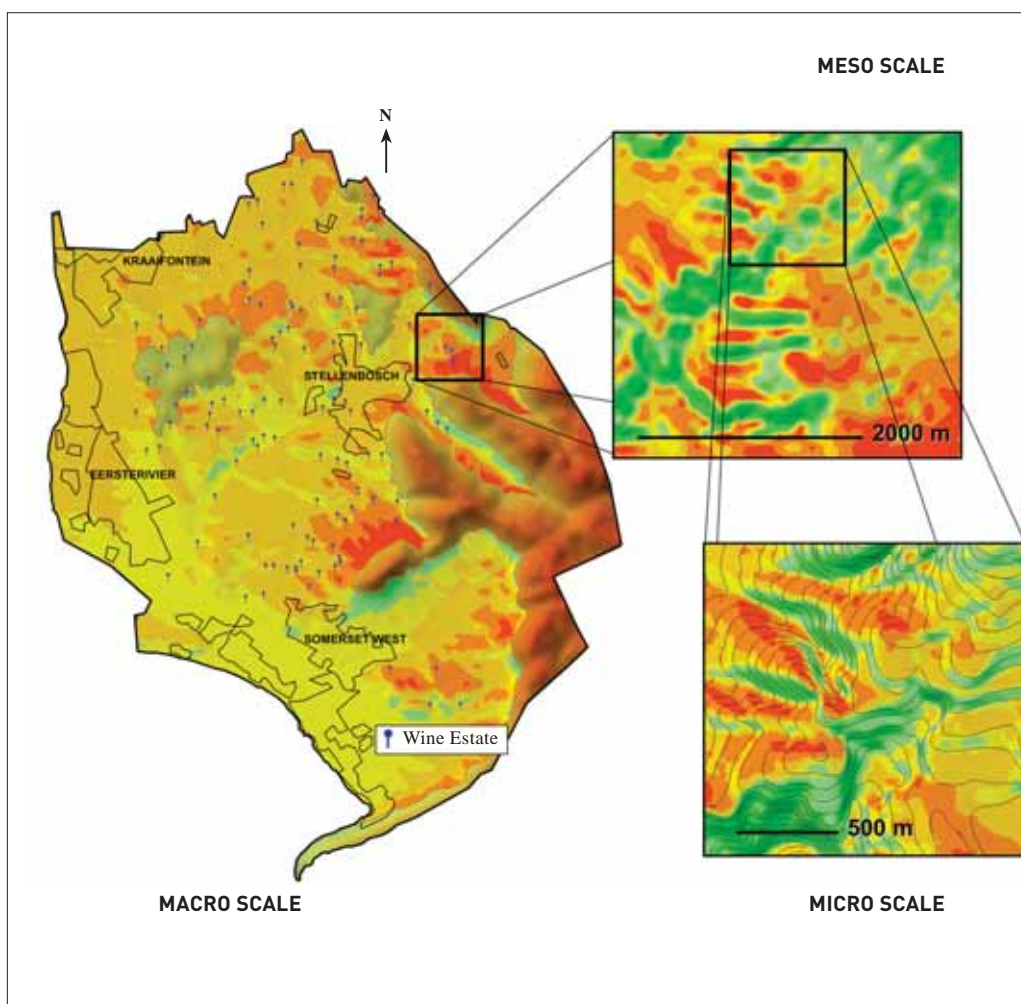 MESO SCALE
N
KRAAIFONTEIN
STELLENBOSCH
2000 m
EERSTERIVIER
SOMERSET WEST
Wine Estate
500 m
MACRO SCALE
MICRO SCALE